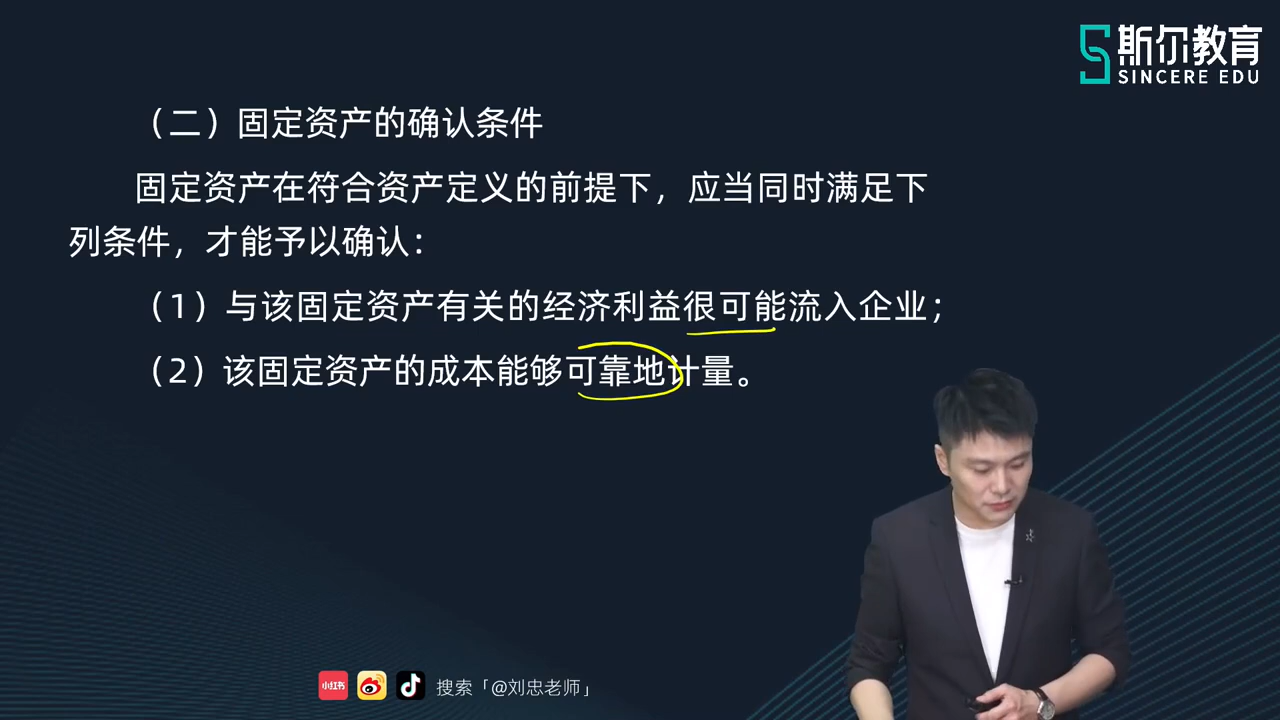 斯尔教育
SINCERE EDU
（二）固定资产的确认条件
固定资产在符合资产定义的前提下，应当同时满足下
列条件，才能予以确认：
（1）与该固定资产有关的经济利益很可能流入企业；
（2）该固定资产的成本能够可靠地计量。
小红书
搜索「@刘忠老师」